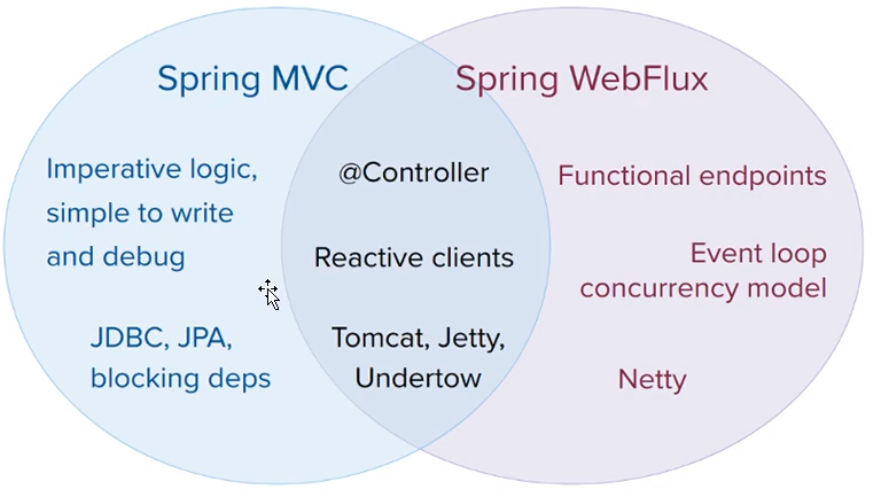 Spring MVC
Imperative logic,
simple to write
and debug
JDBC, JPA,
blocking deps
@Controller
Reactive clients
Tomcat, Jetty,
Undertow
Spring WebFlux
Functional endpoints
Event loop
concurrency model
Netty